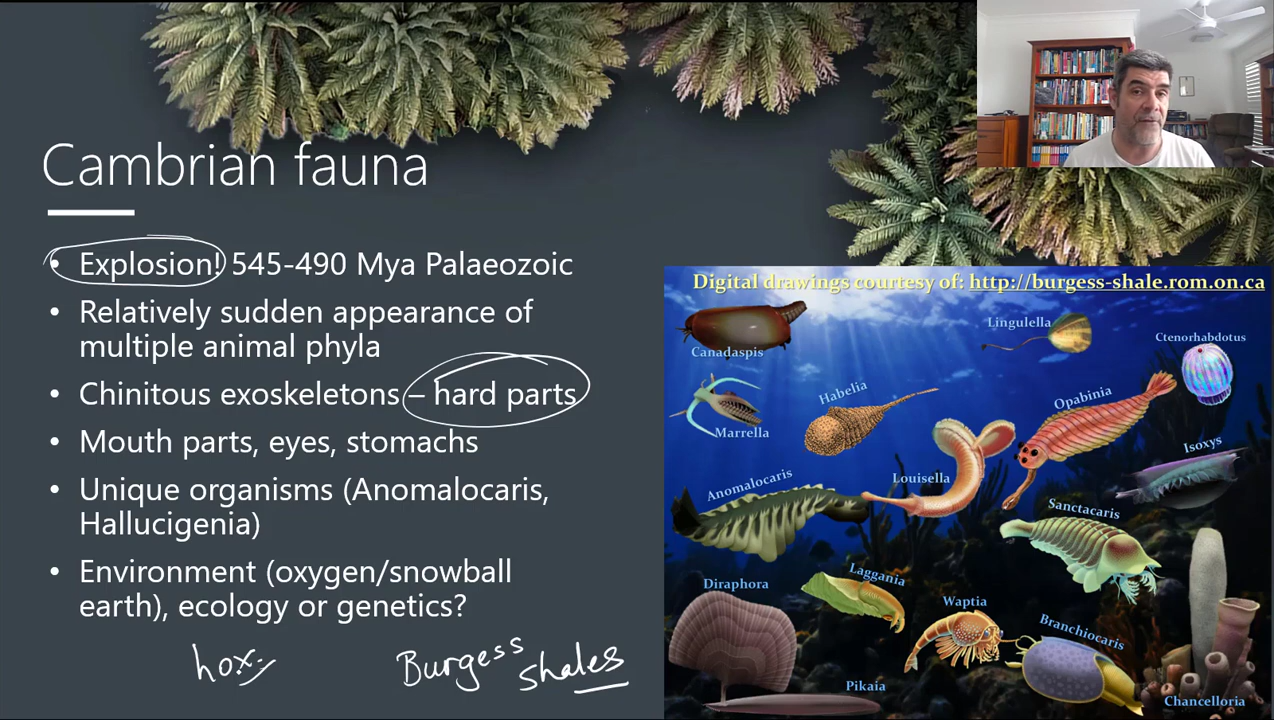 Cambrian fauna
• Explosion! 545-490 Mya Palaeozoic
• Relatively sudden appearance of
multiple animal phyla
• Chinitous exoskeletons – hard parts
• Mouth parts, eyes, stomachs
• Unique organisms (Anomalocaris,
Hallucigenia)
• Environment (oxygen/snowball
earth), ecology or genetics?
hox
Burgess shales
Digital drawings courtesy of: http://burgess-shale.rom.on.ca
Canadaspis
Lingulella
Ctenorhabdotus
Marrella
Habelia
Opabinia
Isoxys
Anomalocaris
Louisella
Sanctacaris
Diraphora
Laggania
Waptia
Branchiocaris
Pikaia
Chancelloria